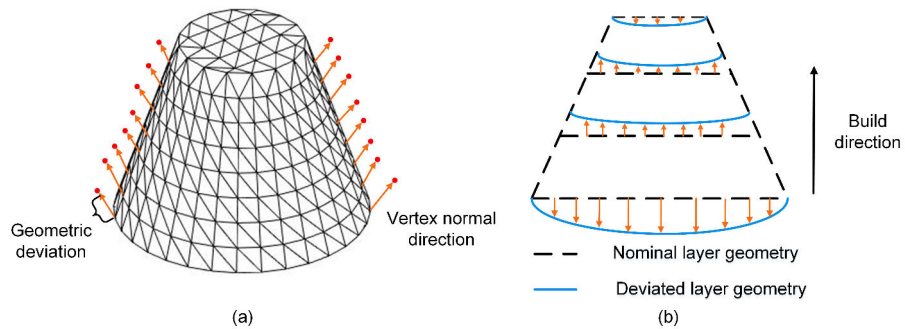 Geometric
deviation
Vertex normal
direction
(a)
Build
direction
Nominal layer geometry
Deviated layer geometry
(b)